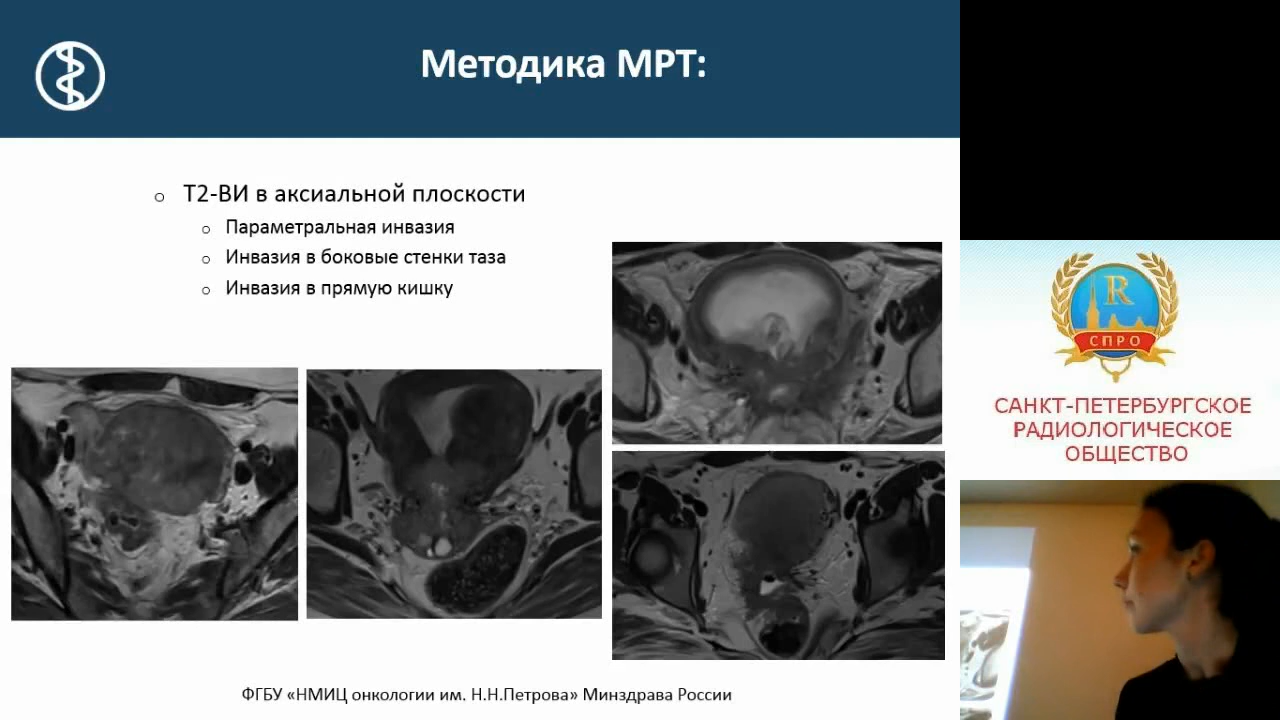 Методика МРТ:
Т2-ВИ в аксиальной плоскости
Параметральная инвазия
Инвазия в боковые стенки таза
Инвазия в прямую кишку
ФГБУ «НМИЦ онкологии им. Н.Н.Петрова» Минздрава России
R
СПРО
САНКТ-ПЕТЕРБУРГСКОЕ
РАДИОЛОГИЧЕСКОЕ
ОБЩЕСТВО